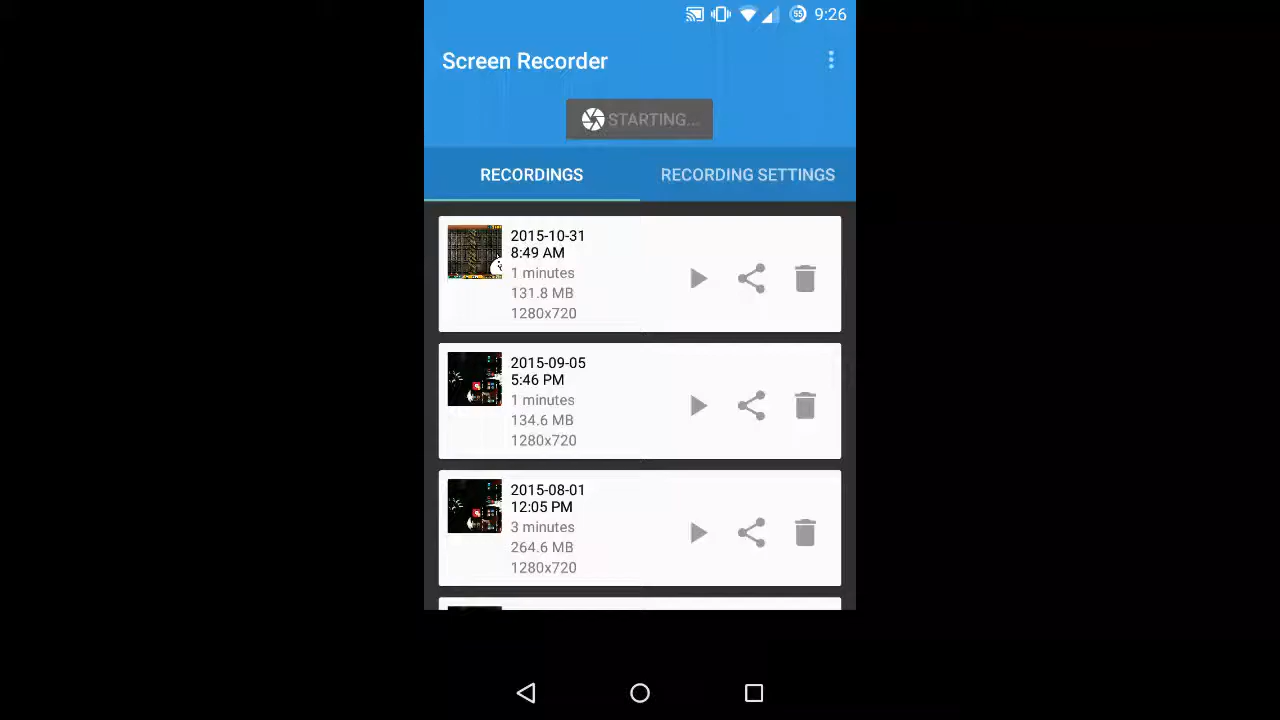 55 9:26
Screen Recorder
STARTING...
RECORDINGS RECORDING SETTINGS
2015-10-31
8:49 AM
1 minutes
131.8 MB
1280x720
2015-09-05
5:46 PM
1 minutes
134.6 MB
1280x720
2015-08-01
12:05 PM
3 minutes
264.6 MB
1280x720